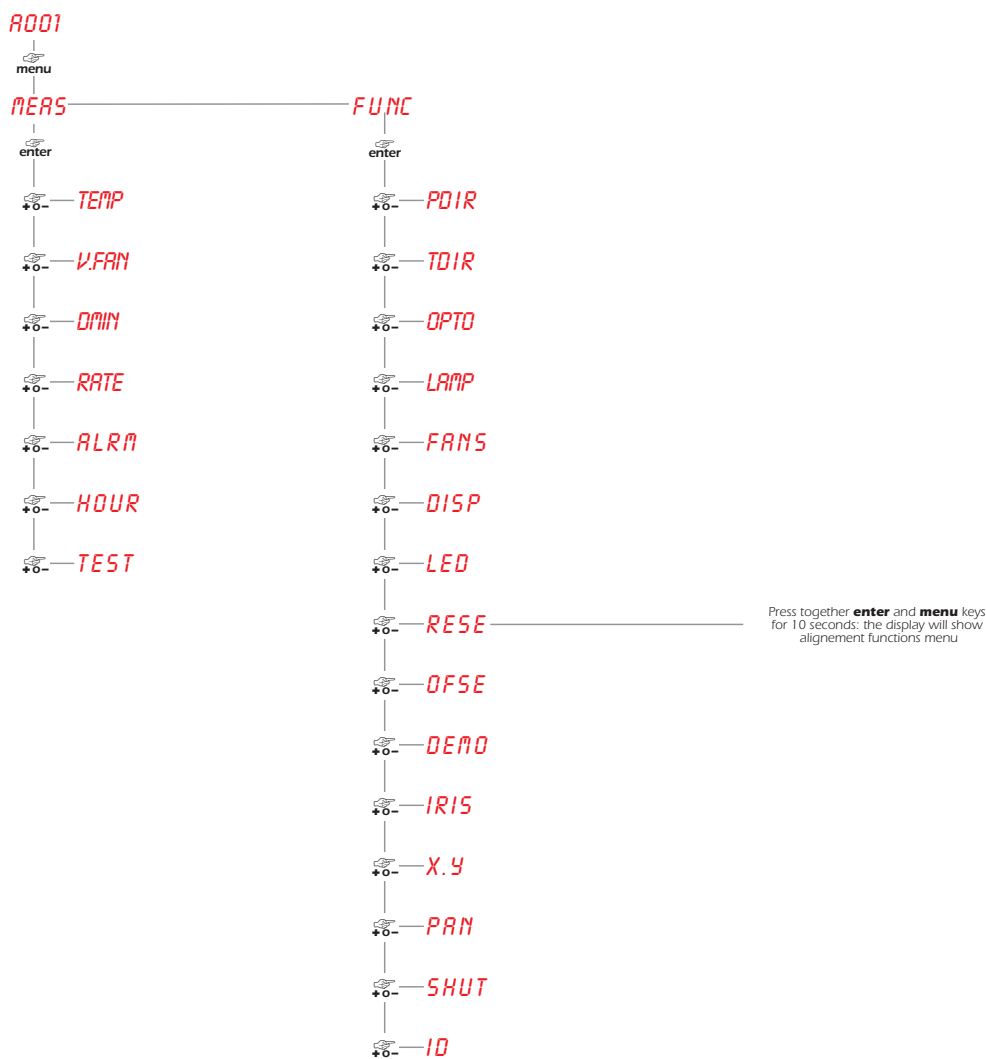 A001
menu
MEAS
FUNC
enter
enter
+ o - TEMP
+ o - V.FAN
+ o - DMIN
+ o - RATE
+ o - ALRM
+ o - HOUR
+ o - TEST
+ o - PDIR
+ o - TDIR
+ o - OPTO
+ o - LAMP
+ o - FANS
+ o - DISP
+ o - LED
+ o - RESE
Press together enter and menu keys
for 10 seconds: the display will show
alignement functions menu
+ o - OFSE
+ o - DEMO
+ o - IRIS
+ o - X.Y
+ o - PAN
+ o - SHUT
+ o - ID